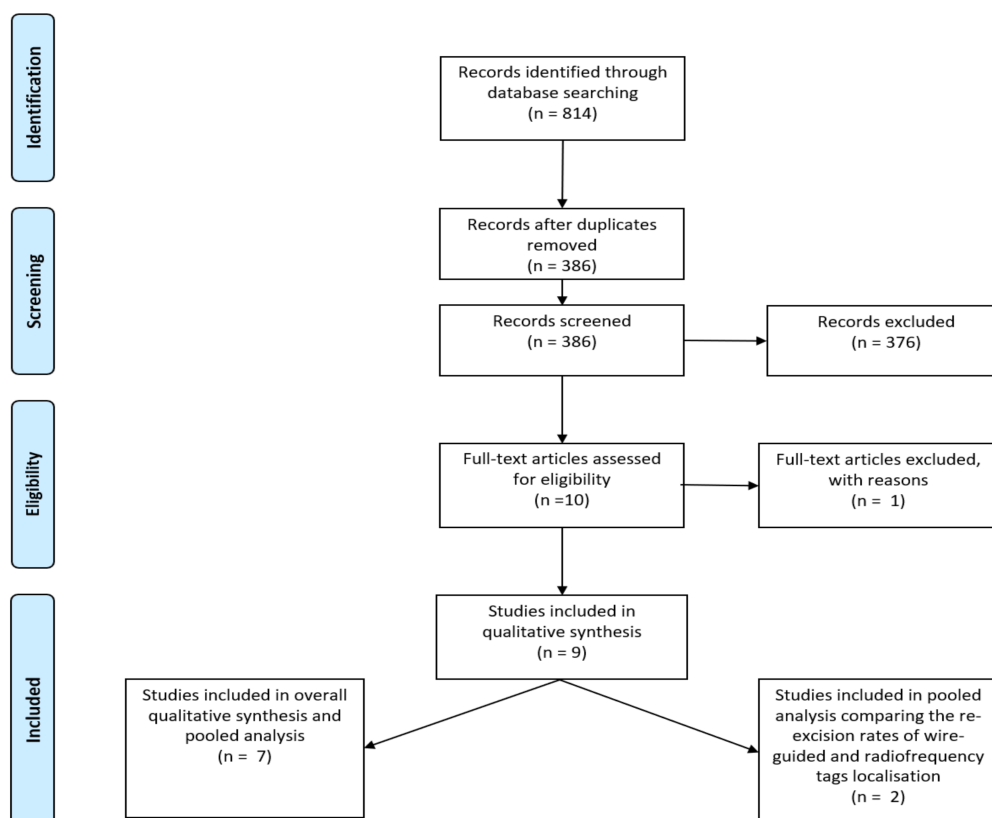 Identification
Records identified through
database searching
(n = 814)
Screening
Records after duplicates
removed
(n = 386)
Records screened
(n = 386)
Records excluded
(n = 376)
Eligibility
Full-text articles assessed
for eligibility
(n =10)
Full-text articles excluded,
with reasons
(n = 1)
Included
Studies included in
qualitative synthesis
(n = 9)
Studies included in overall
qualitative synthesis and
pooled analysis
(n = 7)
Studies included in pooled
analysis comparing the re-
excision rates of wire-
guided and radiofrequency
tags localisation
(n = 2)